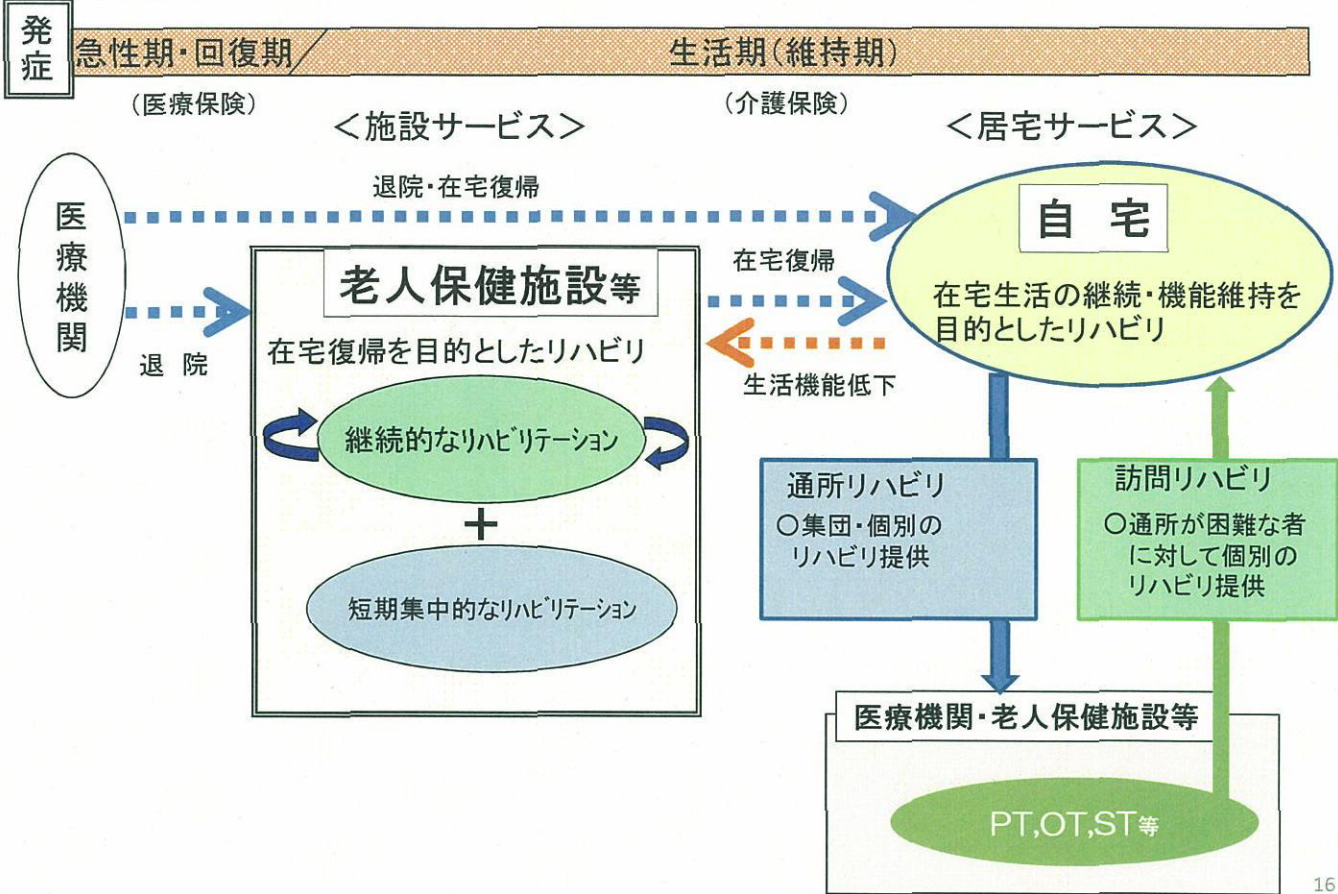 発症
急性期・回復期
生活期(維持期)
(医療保険)
(介護保険)
＜施設サービス＞
＜居宅サービス＞
医療機関
退院・在宅復帰
退 院
老人保健施設等
在宅復帰を目的としたリハビリ
継続的なﾘﾊﾋﾞﾘﾃｰｼｮﾝ
+
短期集中的なﾘﾊﾋﾞﾘﾃｰｼｮﾝ
在宅復帰
生活機能低下
自 宅
在宅生活の継続・機能維持を
目的としたリハビリ
通所リハビリ
○集団・個別の
リハビリ提供
訪問リハビリ
○通所が困難な者
に対して個別の
リハビリ提供
医療機関・老人保健施設等
PT,OT,ST等
16